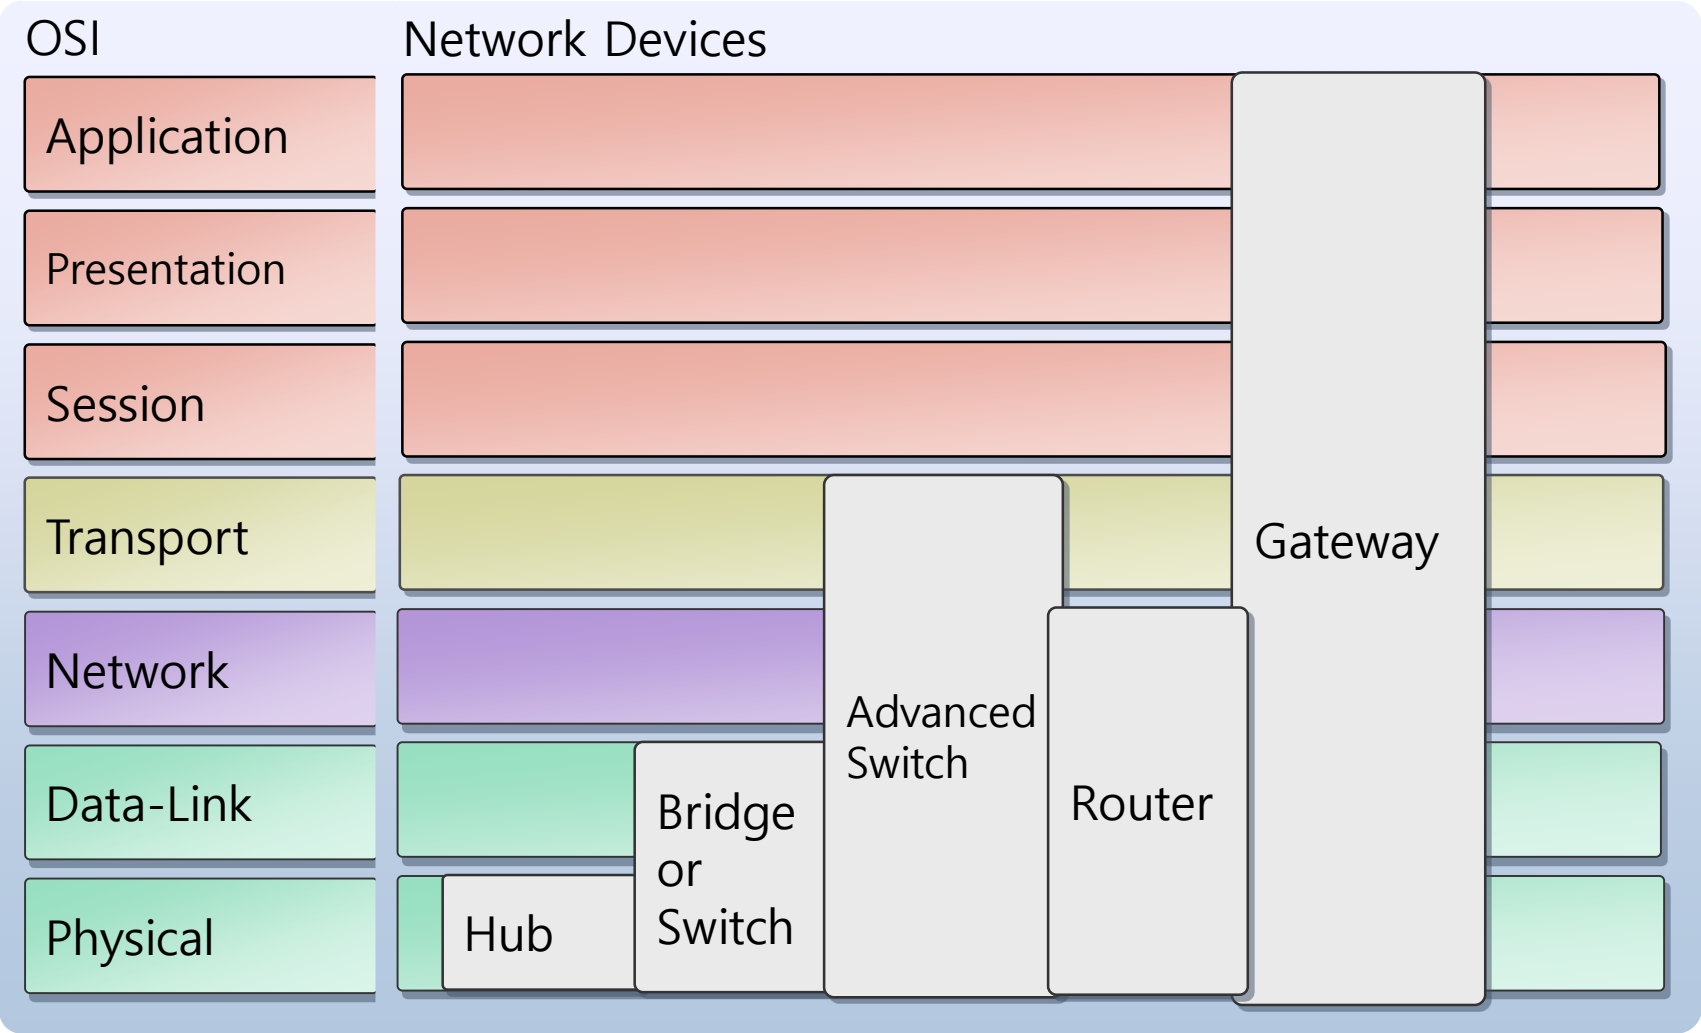 OSI
Network Devices
Application
Presentation
Session
Transport
Gateway
Network
Advanced
Switch
Data-Link
Bridge
or
Switch
Router
Physical
Hub